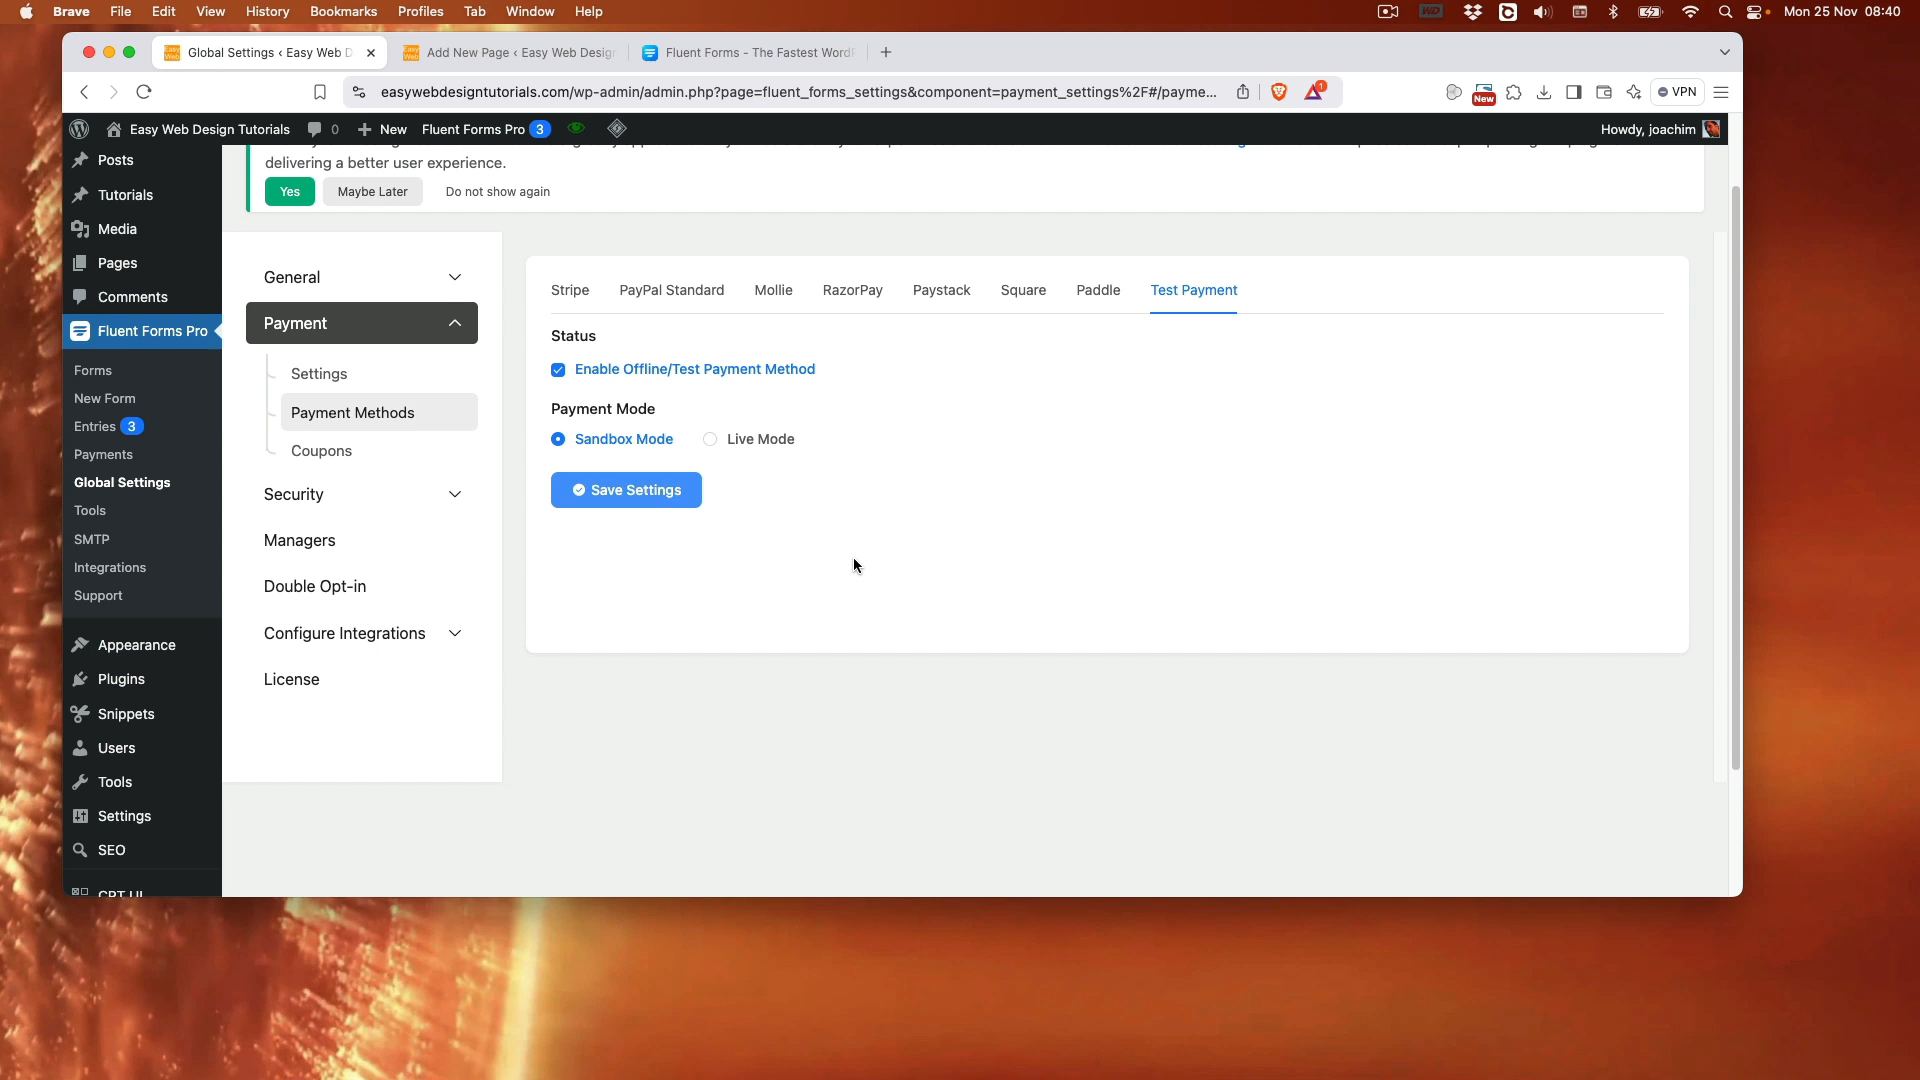 Brave File Edit View History Bookmarks Profiles Tab Window Help
WD
Mon 25 Nov 08:40
Global Settings ‹ Easy Web D
Add New Page ‹ Easy Web Desig
Fluent Forms - The Fastest Word
easywebdesigntutorials.com/wp-admin/admin.php?page=fluent_forms_settings&component=payment_settings%2F#/payme...
1
New
VPN
Easy Web Design Tutorials 0 New Fluent Forms Pro 3
Howdy, joachim
Posts
Tutorials
Media
Pages
Comments
Fluent Forms Pro
Forms
New Form
Entries 3
Payments
Global Settings
Tools
SMTP
Integrations
Support
Appearance
Plugins
Snippets
Users
Tools
Settings
SEO
CPT UI
delivering a better user experience.
Yes Maybe Later Do not show again
General
Payment
Settings
Payment Methods
Coupons
Security
Managers
Double Opt-in
Configure Integrations
License
Stripe PayPal Standard Mollie RazorPay Paystack Square Paddle Test Payment
Status
Enable Offline/Test Payment Method
Payment Mode
Sandbox Mode Live Mode
Save Settings